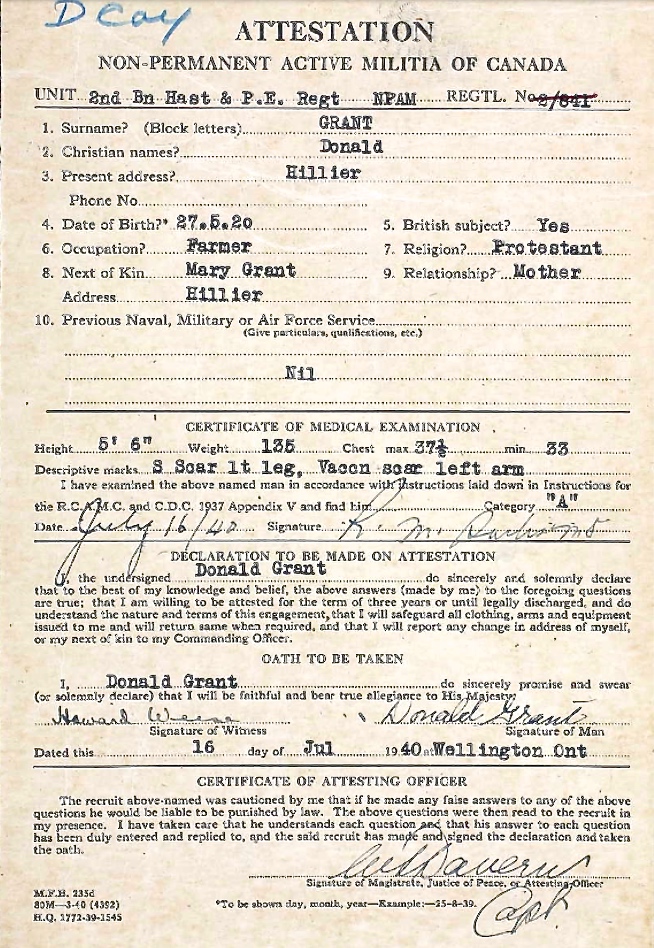 D Coy
ATTESTATION
NON-PERMANENT ACTIVE MILITIA OF CANADA
UNIT 2nd Bn Hast & P.E. Regt NPAM REGTL. No
1. Surname? (Block letters) GRANT
2. Christian names? Donald
3. Present address? Hillier
Phone No
4. Date of Birth?* 27.5.20 5. British subject? Yes
6. Occupation? Farmer 7. Religion? Protestant
8. Next of Kin Mary Grant 9. Relationship? Mother
Address Hillier
10. Previous Naval, Military or Air Force Service
(Give particulars, qualifications, etc.)
Nil
CERTIFICATE OF MEDICAL EXAMINATION
Height 5' 6" Weight 135 Chest max 37½ min 33
Descriptive marks S Scar lt leg, Vaccn scar left arm
I have examined the above named man in accordance with instructions laid down in Instructions for
the R.C.A.M.C. and C.D.C. 1937 Appendix V and find him Category "A"
Date July 16/40 Signature K. M.
DECLARATION TO BE MADE ON ATTESTATION
I, the undersigned Donald Grant do sincerely and solemnly declare
that to the best of my knowledge and belief, the above answers (made by me) to the foregoing questions
are true; that I am willing to be attested for the term of three years or until legally discharged, and do
understand the nature and terms of this engagement, that I will safeguard all clothing, arms and equipment
issued to me and will return same when required, and that I will report any change in address of myself,
or my next of kin to my Commanding Officer.
OATH TO BE TAKEN
I, Donald Grant do sincerely promise and swear
(or solemnly declare) that I will be faithful and bear true allegiance to His Majesty:
Howard Weese Donald Grant
Signature of Witness Signature of Man
Dated this 16 day of Jul 1940 at Wellington Ont
CERTIFICATE OF ATTESTING OFFICER
The recruit above-named was cautioned by me that if he made any false answers to any of the above
questions he would be liable to be punished by law. The above questions were then read to the recruit in
my presence. I have taken care that he understands each question and that his answer to each question
has been duly entered and replied to, and the said recruit has made and signed the declaration and taken
the oath.
Signature of Magistrate, Justice of Peace, or Attesting Officer
Capt
M.F.B. 235d
80M—3-40 (4392) *To be shown day, month, year—Example:—25-8-39.
H.Q. 1772-39-1545